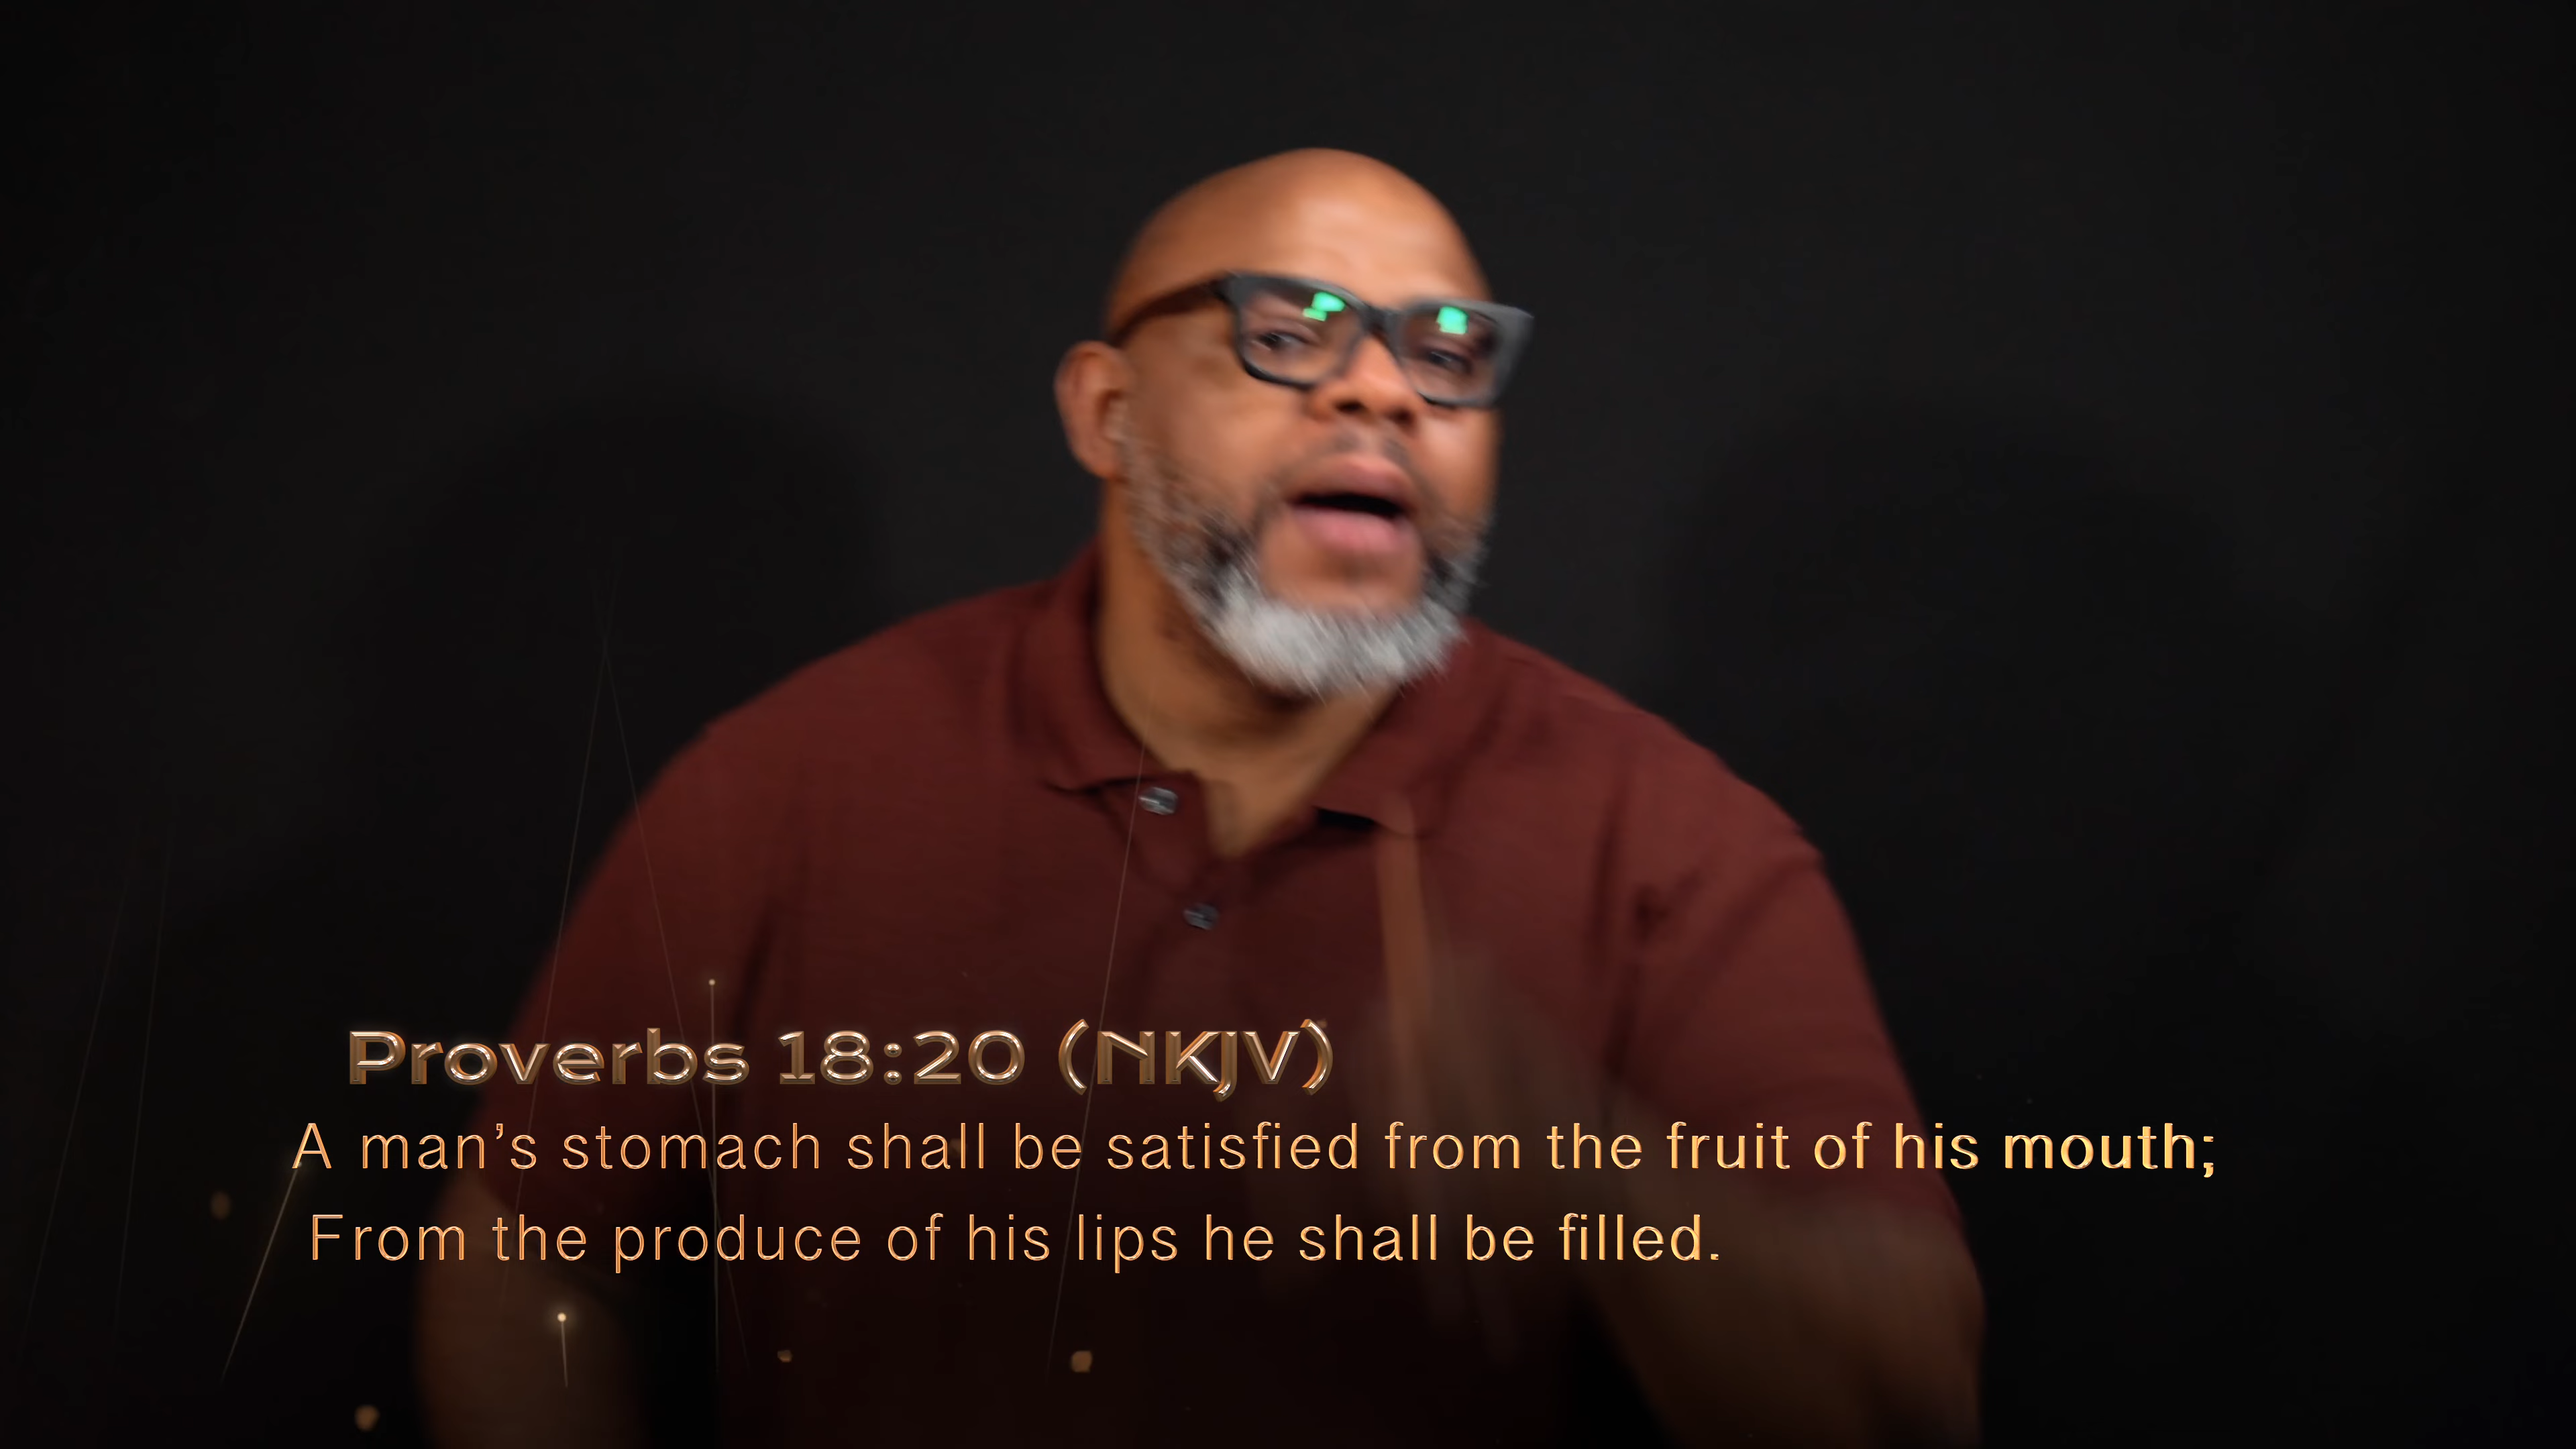 Proverbs 18:20 (NKJV)
A man’s stomach shall be satisfied from the fruit of his mouth;
From the produce of his lips he shall be filled.